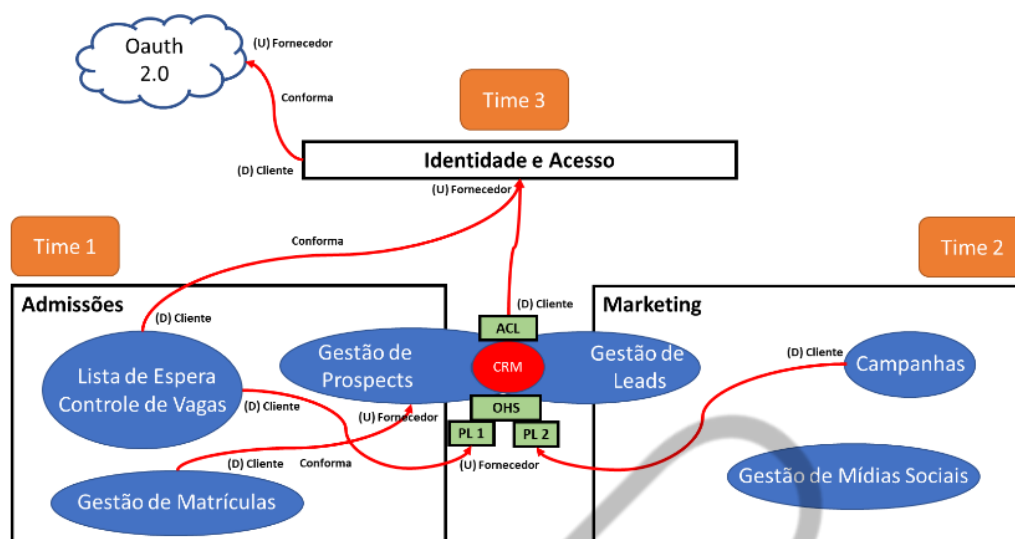 Oauth
2.0
(U) Fornecedor
Conforma
Time 3
Identidade e Acesso
(D) Cliente
(U) Fornecedor
Time 1
Conforma
Time 2
Admissões
(D) Cliente
(D) Cliente
Marketing
ACL
Lista de Espera
Controle de Vagas
Gestão de
Prospects
CRM
Gestão de
Leads
(D) Cliente
Campanhas
(D) Cliente
(U) Fornecedor
OHS
PL 1
PL 2
(D) Cliente
Conforma
(U) Fornecedor
Gestão de Matrículas
Gestão de Mídias Sociais